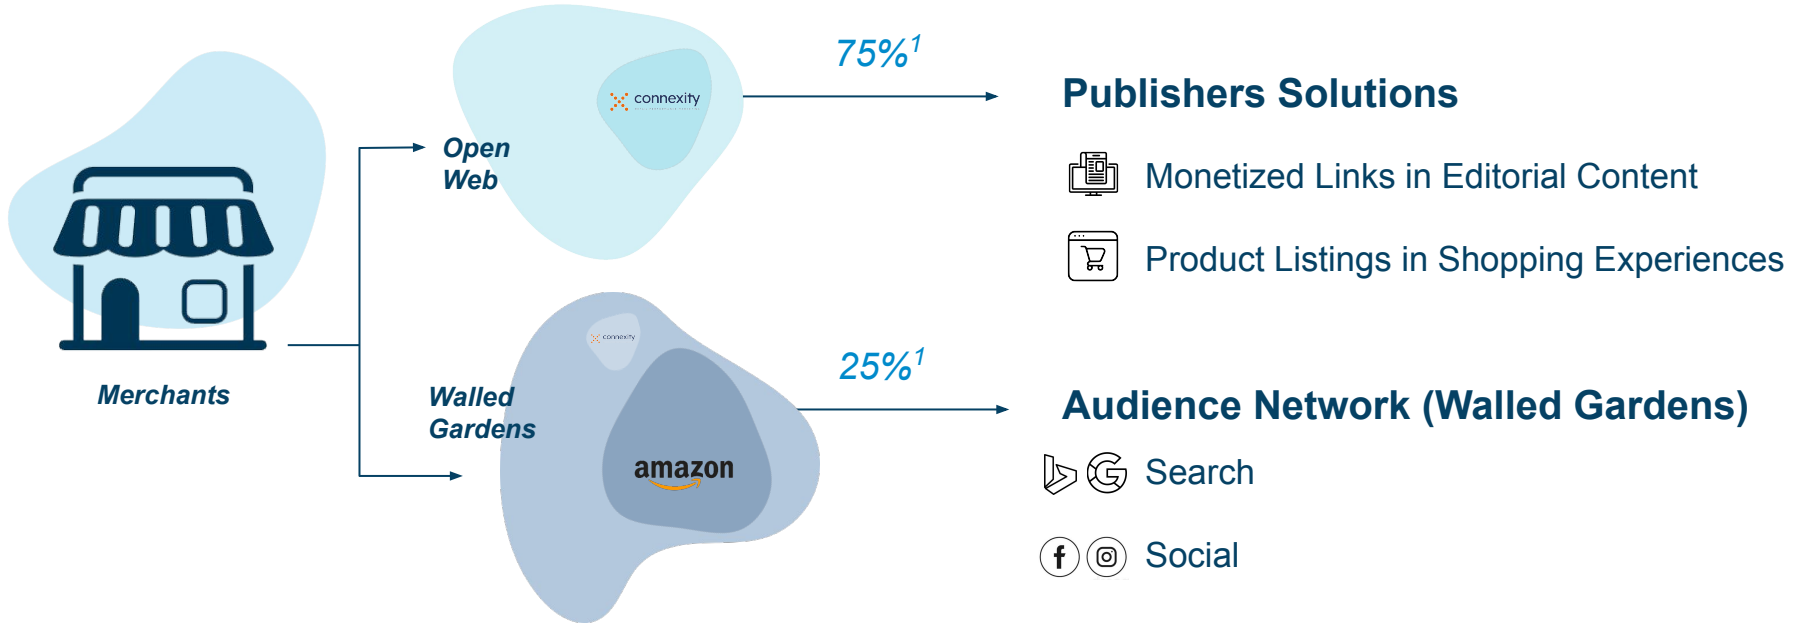 75%1
connexity
Publishers Solutions
Open
Web
Monetized Links in Editorial Content
Product Listings in Shopping Experiences
connexity
25%1
Merchants
Walled
Gardens
Audience Network (Walled Gardens)
amazon
Search
Social